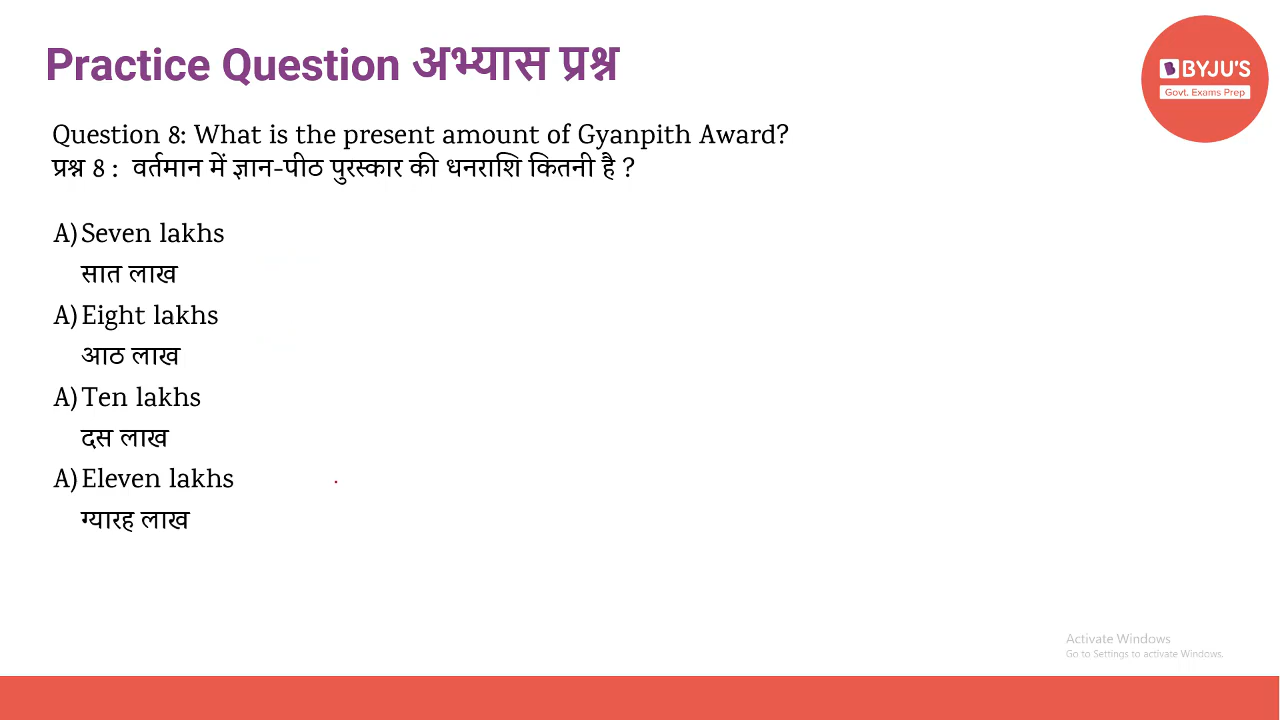 Practice Question अभ्यास प्रश्न
BYJU'S
Govt. Exams Prep
Question 8: What is the present amount of Gyanpith Award?
प्रश्न 8 : वर्तमान में ज्ञान-पीठ पुरस्कार की धनराशि कितनी है ?
A) Seven lakhs
सात लाख
A) Eight lakhs
आठ लाख
A) Ten lakhs
दस लाख
A) Eleven lakhs
ग्यारह लाख
Activate Windows
Go to Settings to activate Windows.